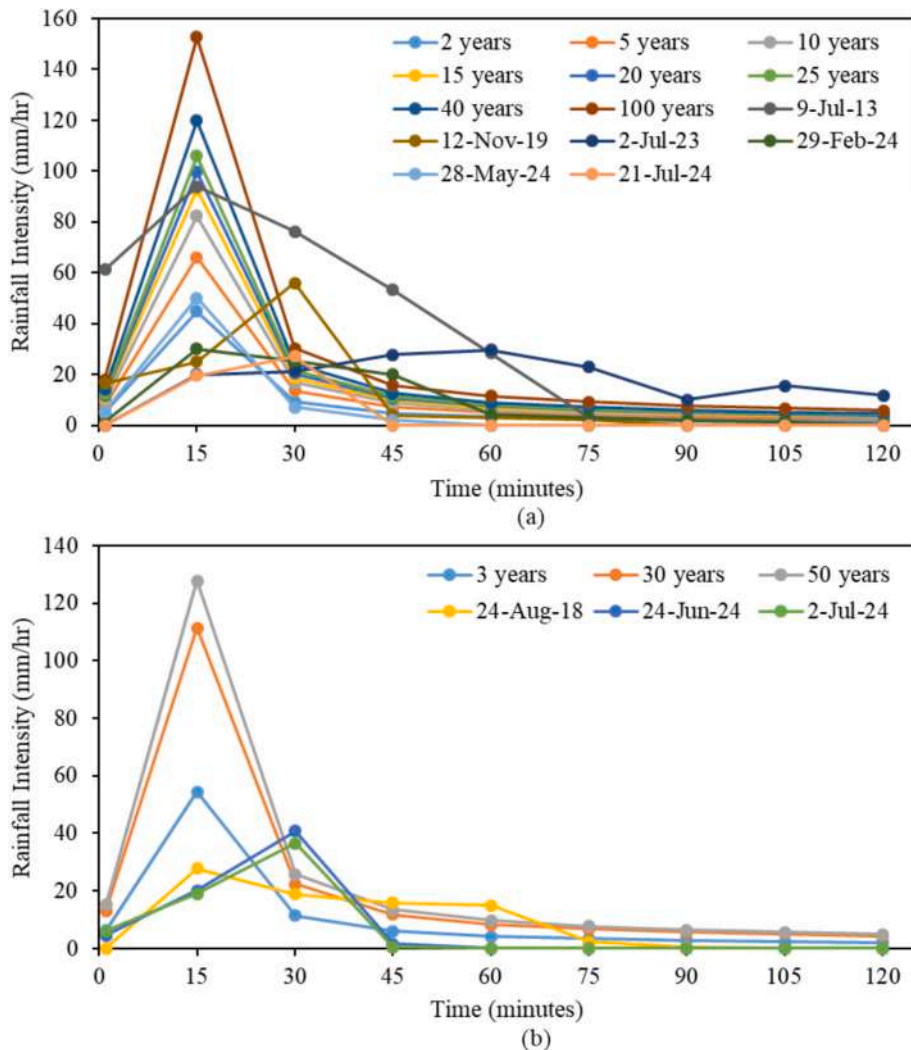 160
140
120
100
80
60
40
20
0
Rainfall Intensity (mm/hr)
2 years 5 years 10 years
15 years 20 years 25 years
40 years 100 years 9-Jul-13
12-Nov-19 2-Jul-23 29-Feb-24
28-May-24 21-Jul-24
0 15 30 45 60 75 90 105 120
Time (minutes)
(a)
140
120
100
80
60
40
20
0
Rainfall Intensity (mm/hr)
3 years 30 years 50 years
24-Aug-18 24-Jun-24 2-Jul-24
0 15 30 45 60 75 90 105 120
Time (minutes)
(b)